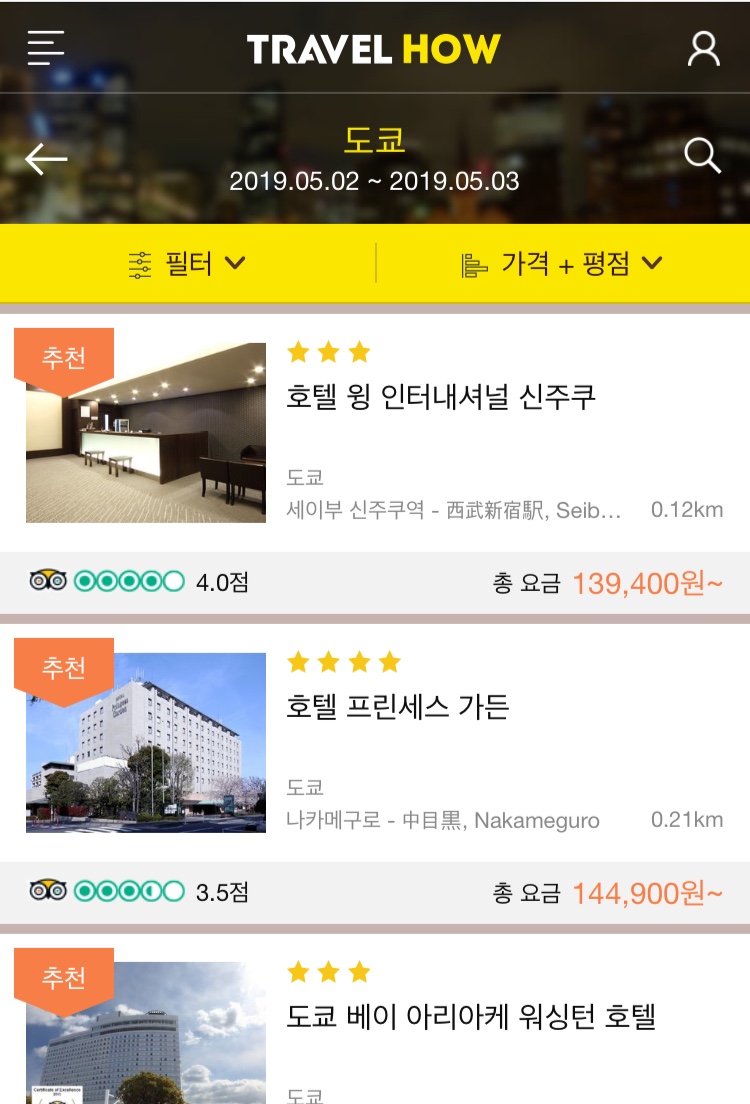 TRAVEL HOW
도쿄
2019.05.02 ~ 2019.05.03
필터
가격 + 평점
추천
호텔 윙 인터내셔널 신주쿠
도쿄
세이부 신주쿠역 - 西武新宿駅, Seib... 0.12km
4.0점 총 요금 139,400원~
추천
호텔 프린세스 가든
도쿄
나카메구로 - 中目黒, Nakameguro 0.21km
3.5점 총 요금 144,900원~
추천
도쿄 베이 아리아케 워싱턴 호텔
Certificate of Excellence
도쿄